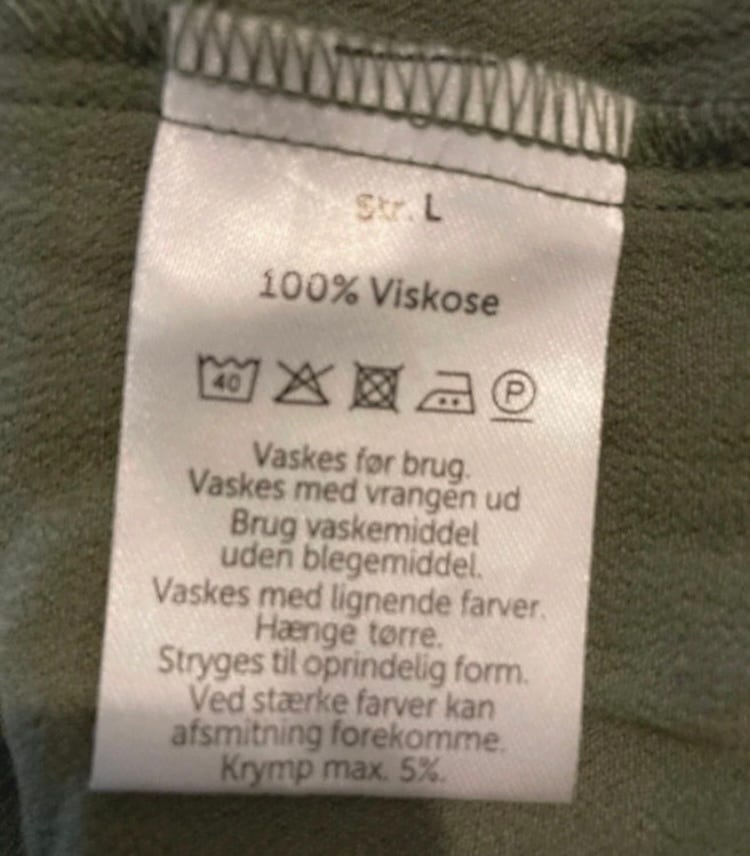 Str. L
100% Viskose
40 P
Vaskes før brug.
Vaskes med vrangen ud
Brug vaskemiddel
uden blegemiddel.
Vaskes med lignende farver.
Hænge tørre.
Stryges til oprindelig form.
Ved stærke farver kan
afsmitning forekomme.
Krymp max. 5%.